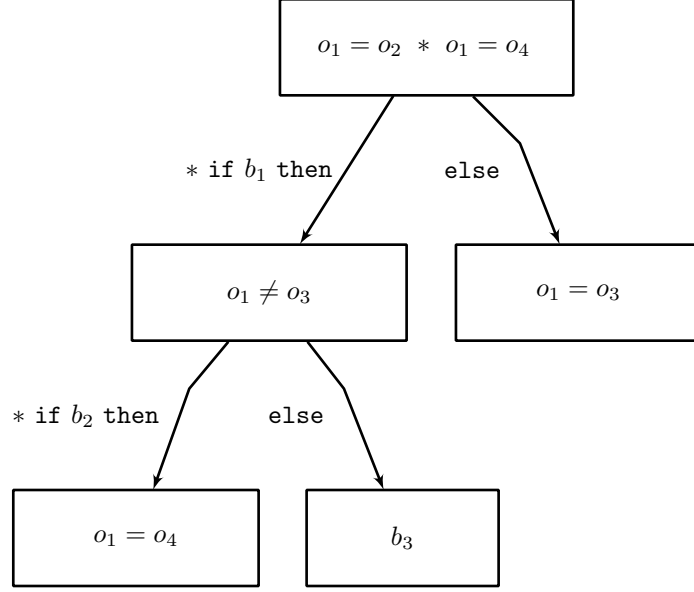 o₁ = o₂ * o₁ = o₄
* if b₁ then
else
o₁ ≠ o₃
o₁ = o₃
* if b₂ then
else
o₁ = o₄
b₃